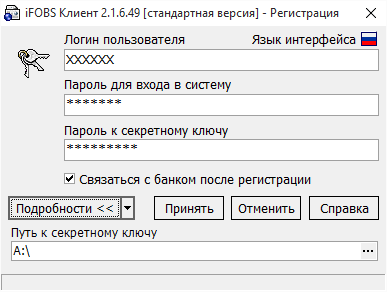 iFOBS Клиент 2.1.6.49 [стандартная версия] - Регистрация
Логин пользователя Язык интерфейса
XXXXXX
Пароль для входа в систему
*******
Пароль к секретному ключу
*********
Связаться с банком после регистрации
Подробности << Принять Отменить Справка
Путь к секретному ключу
A:\ ...